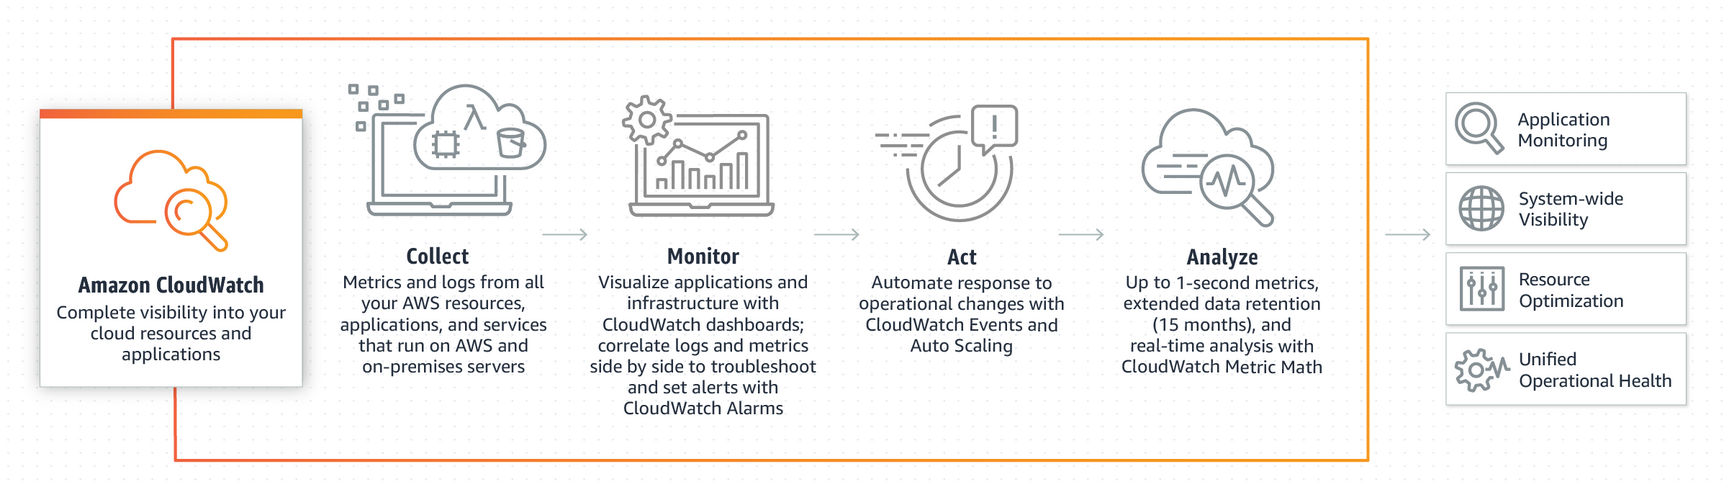 Amazon CloudWatch
Complete visibility into your
cloud resources and
applications
Collect
Metrics and logs from all
your AWS resources,
applications, and services
that run on AWS and
on-premises servers
Monitor
Visualize applications and
infrastructure with
CloudWatch dashboards;
correlate logs and metrics
side by side to troubleshoot
and set alerts with
CloudWatch Alarms
Act
Automate response to
operational changes with
CloudWatch Events and
Auto Scaling
Analyze
Up to 1-second metrics,
extended data retention
(15 months), and
real-time analysis with
CloudWatch Metric Math
Application
Monitoring
System-wide
Visibility
Resource
Optimization
Unified
Operational Health